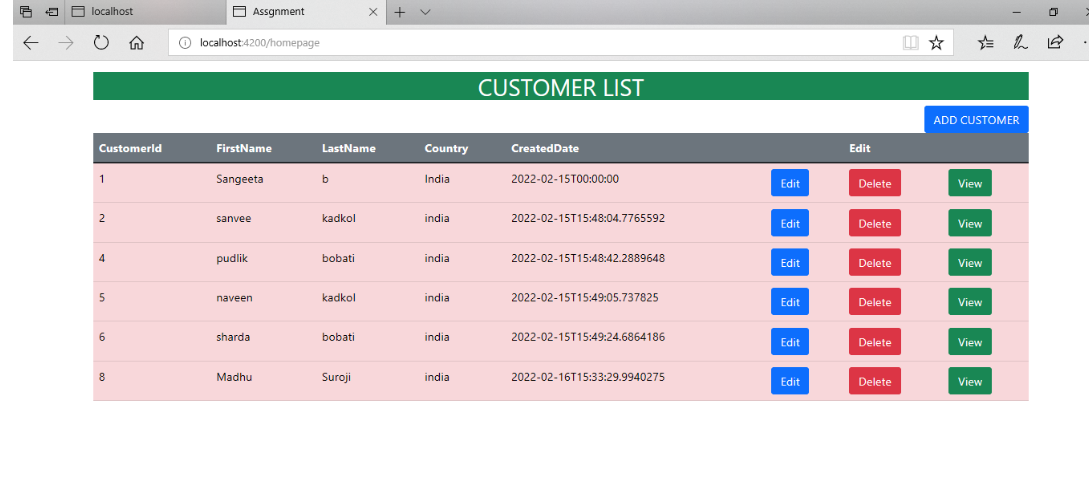 localhost
Assgnment
localhost:4200/homepage
CUSTOMER LIST
ADD CUSTOMER
CustomerId FirstName LastName Country CreatedDate Edit
1 Sangeeta b India 2022-02-15T00:00:00 Edit Delete View
2 sanvee kadkol india 2022-02-15T15:48:04.7765592 Edit Delete View
4 pudlik bobati india 2022-02-15T15:48:42.2889648 Edit Delete View
5 naveen kadkol india 2022-02-15T15:49:05.737825 Edit Delete View
6 sharda bobati india 2022-02-15T15:49:24.6864186 Edit Delete View
8 Madhu Suroji india 2022-02-16T15:33:29.9940275 Edit Delete View